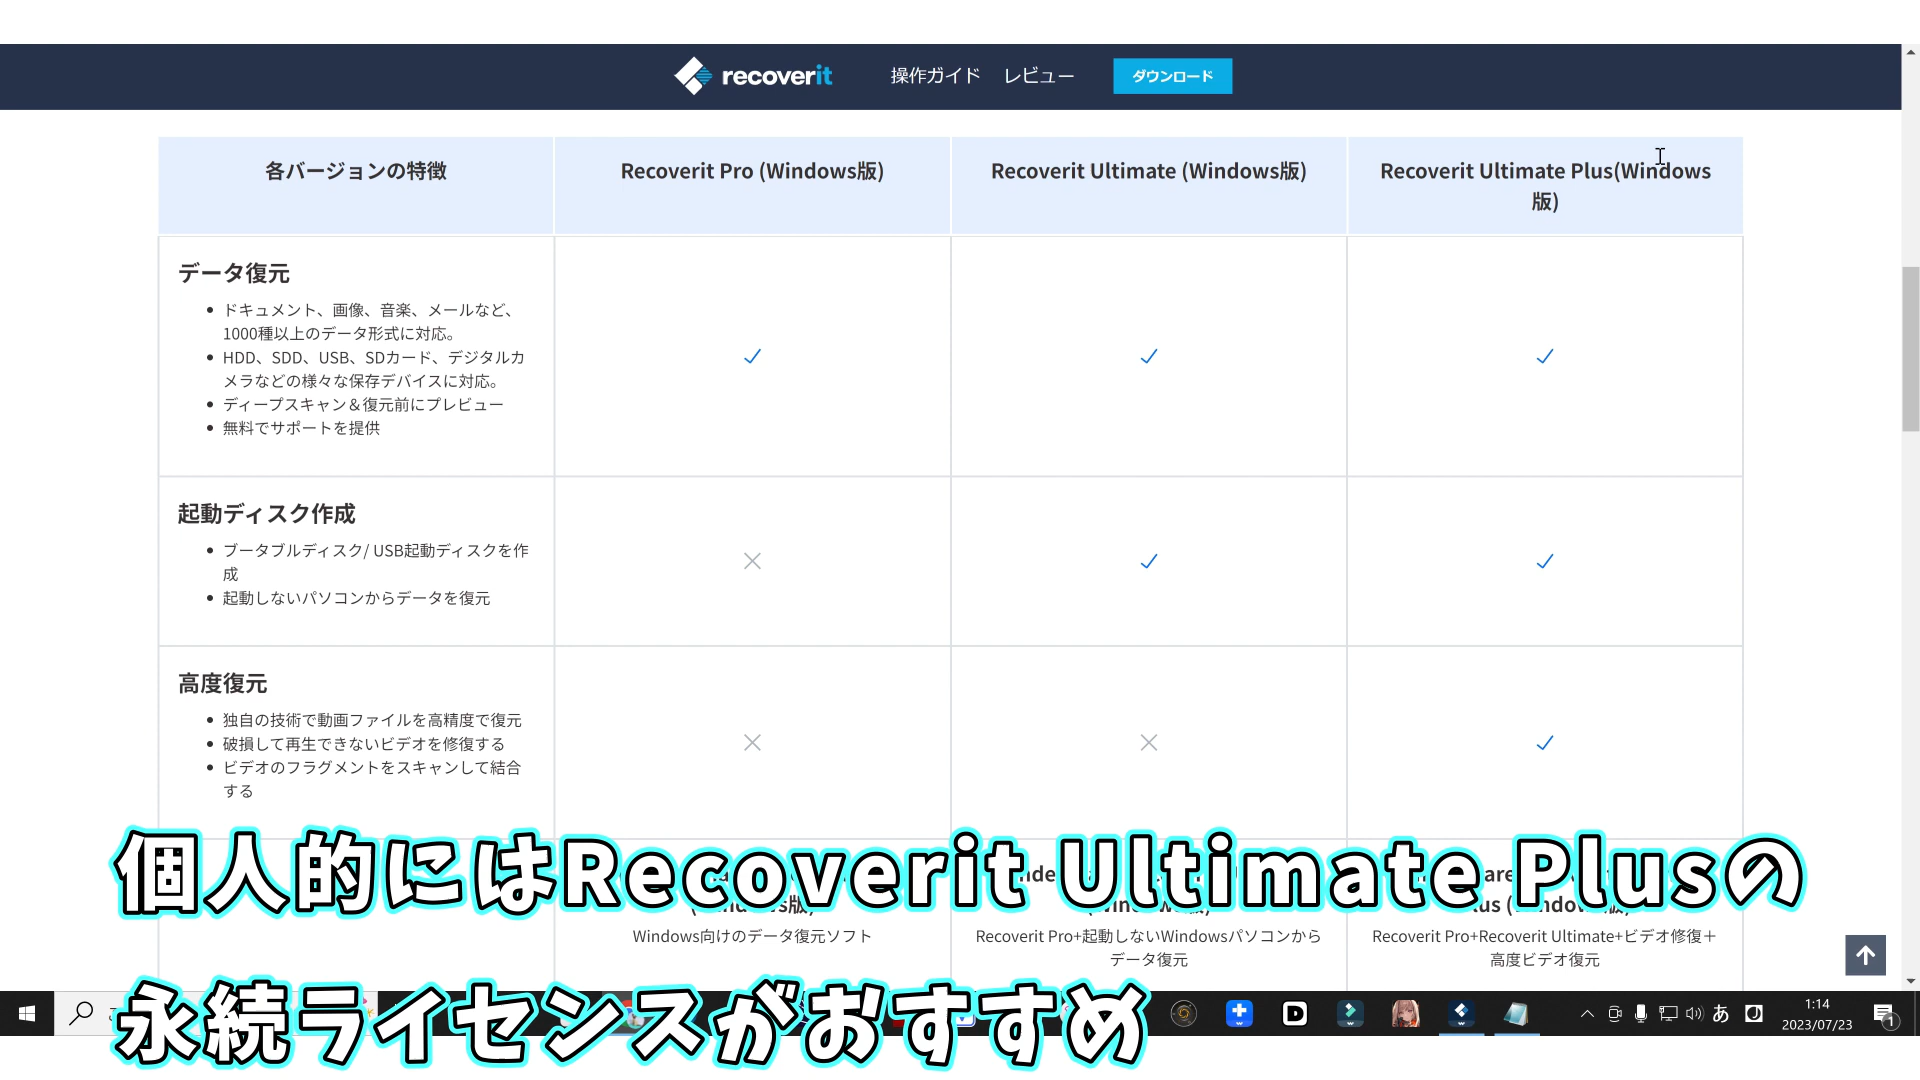 recoverit 操作ガイド レビュー ダウンロード
各バージョンの特徴 Recoverit Pro (Windows版) Recoverit Ultimate (Windows版) Recoverit Ultimate Plus(Windows
版)
データ復元
• ドキュメント、画像、音楽、メールなど、
1000種以上のデータ形式に対応。
• HDD、SDD、USB、SDカード、デジタルカ
メラなどの様々な保存デバイスに対応。
• ディープスキャン＆復元前にプレビュー
• 無料でサポートを提供
起動ディスク作成
• ブータブルディスク/ USB起動ディスクを作
成
• 起動しないパソコンからデータを復元
高度復元
• 独自の技術で動画ファイルを高精度で復元
• 破損して再生できないビデオを修復する
• ビデオのフラグメントをスキャンして結合
する
個人的にはRecoverit Ultimate Plusの
Windows向けのデータ復元ソフト
Recoverit Pro+起動しないWindowsパソコンから
データ復元
Recoverit Pro+Recoverit Ultimate+ビデオ修復＋
高度ビデオ復元
永続ライセンスがおすすめ
あ
1:14
2023/07/23
1